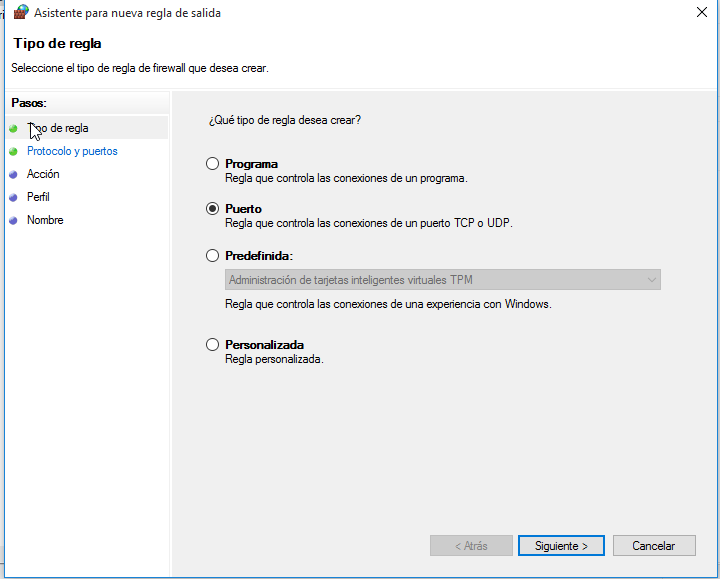 Asistente para nueva regla de salida
Tipo de regla
Seleccione el tipo de regla de firewall que desea crear.
Pasos:
de regla
Protocolo y puertos
Acción
Perfil
Nombre
¿Qué tipo de regla desea crear?
Programa
Regla que controla las conexiones de un programa.
Puerto
Regla que controla las conexiones de un puerto TCP o UDP.
Predefinida:
Administración de tarjetas inteligentes virtuales TPM
Regla que controla las conexiones de una experiencia con Windows.
Personalizada
Regla personalizada.
< Atrás
Siguiente >
Cancelar